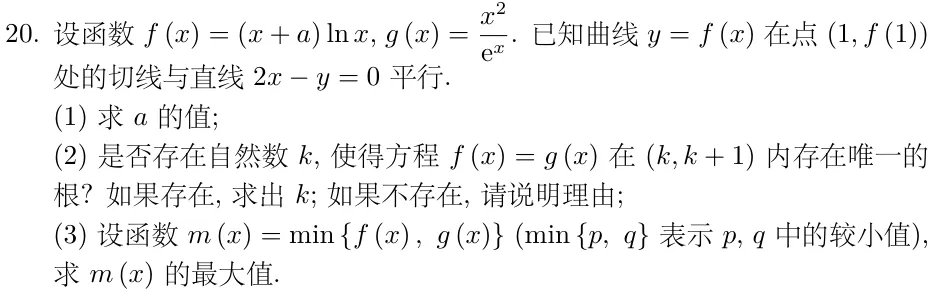 20. 设函数 f (x) = (x + a) ln x, g (x) = x²/eˣ. 已知曲线 y = f (x) 在点 (1, f (1))
处的切线与直线 2x − y = 0 平行.
(1) 求 a 的值;
(2) 是否存在自然数 k, 使得方程 f (x) = g (x) 在 (k, k + 1) 内存在唯一的
根? 如果存在, 求出 k; 如果不存在, 请说明理由;
(3) 设函数 m (x) = min {f (x) , g (x)} (min {p, q} 表示 p, q 中的较小值),
求 m (x) 的最大值.